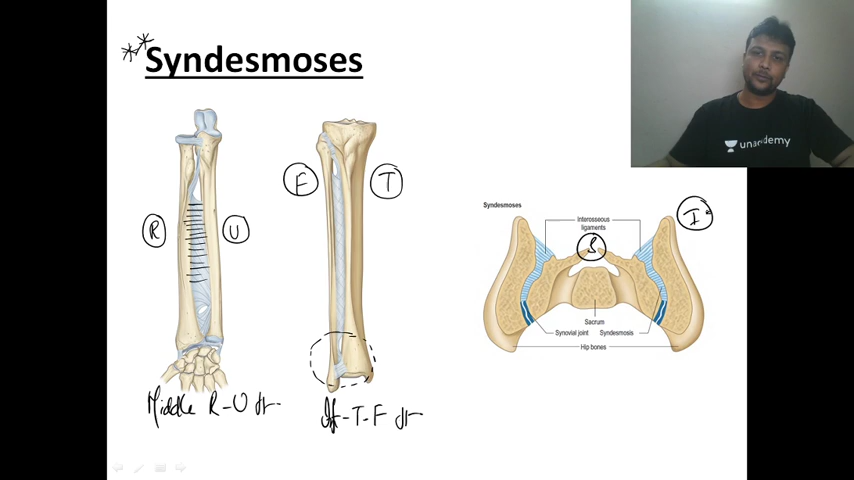 Syndesmoses
unacademy
F
T
R
U
I
Syndesmoses
Interosseous
ligaments
S
Sacrum
Synovial joint
Syndesmosis
Hip bones
Middle R-U Jt-
Inf-T-F Jt